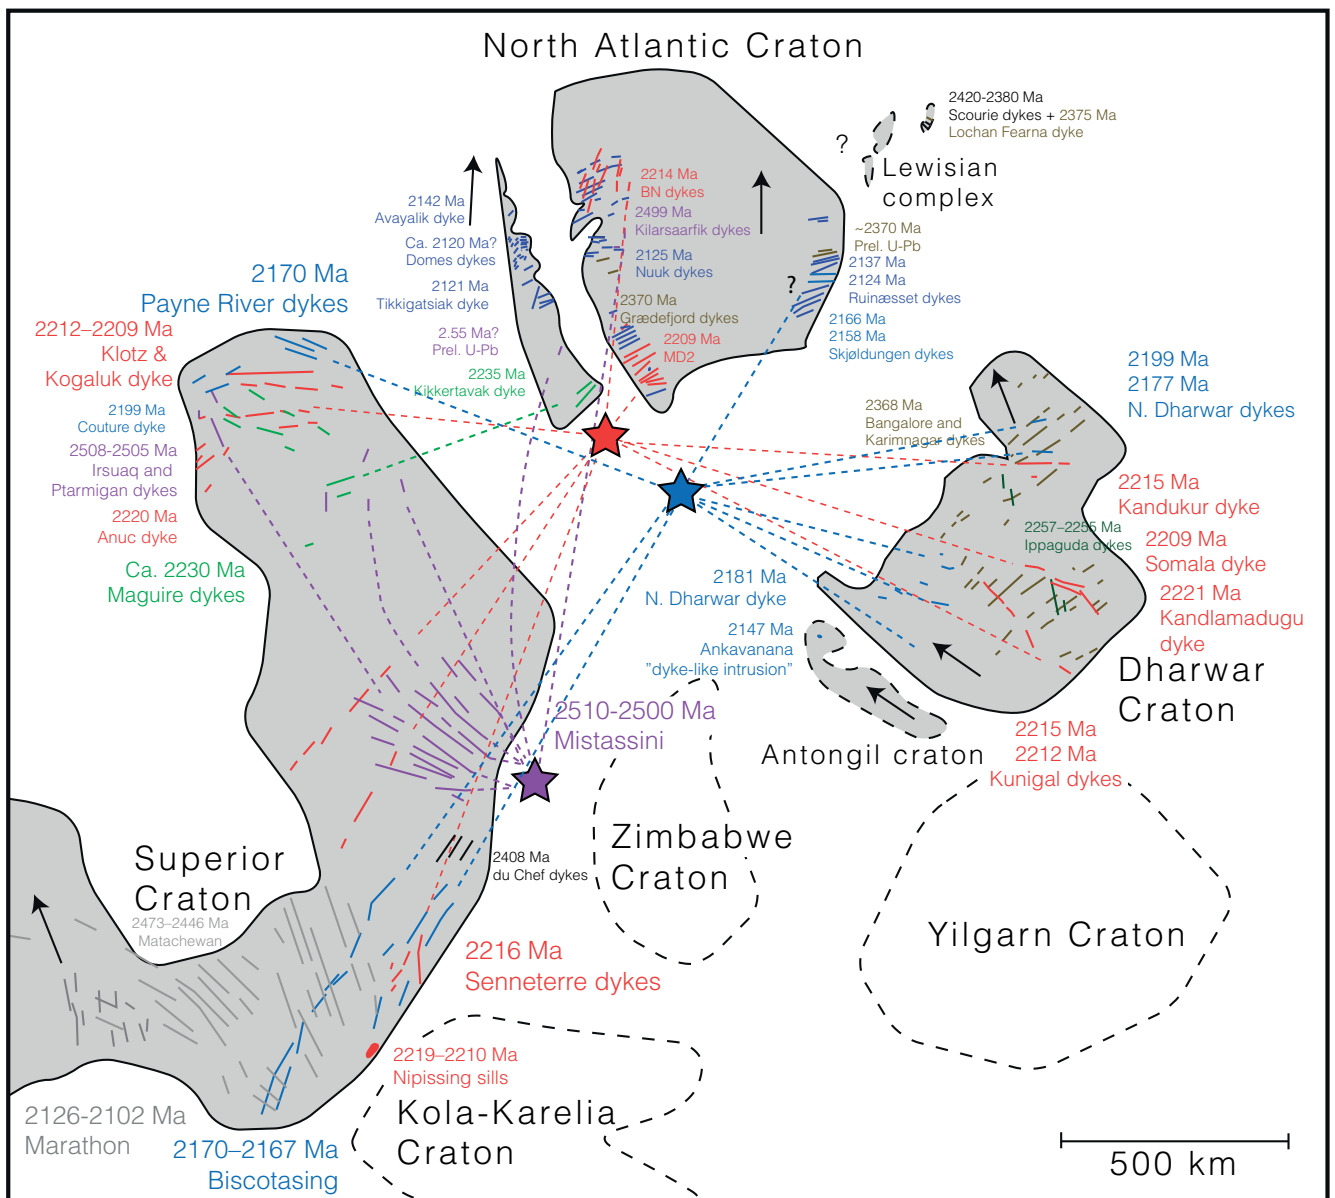 North Atlantic Craton
2420-2380 Ma
Scourie dykes + 2375 Ma
Lochan Fearna dyke
?
Lewisian
complex
2214 Ma
BN dykes
2499 Ma
Kilarsaarfik dykes
2125 Ma
Nuuk dykes
2370 Ma
Grædefjord dykes
2209 Ma
MD2
?
~2370 Ma
Prel. U-Pb
2137 Ma
2124 Ma
Ruinæsset dykes
2166 Ma
2158 Ma
Skjøldungen dykes
2142 Ma
Avayalik dyke
Ca. 2120 Ma?
Domes dykes
2121 Ma
Tikkigatsiak dyke
2.55 Ma?
Prel. U-Pb
2235 Ma
Kikkertavak dyke
2170 Ma
Payne River dykes
2212–2209 Ma
Klotz &
Kogaluk dyke
2199 Ma
Couture dyke
2508-2505 Ma
Irsuaq and
Ptarmigan dykes
2220 Ma
Anuc dyke
Ca. 2230 Ma
Maguire dykes
2368 Ma
Bangalore and
Karimnagar dykes
2199 Ma
2177 Ma
N. Dharwar dykes
2215 Ma
Kandukur dyke
2257–2255 Ma
Ippaguda dykes
2209 Ma
Somala dyke
2221 Ma
Kandlamadugu
dyke
Dharwar
Craton
2181 Ma
N. Dharwar dyke
2147 Ma
Ankavanana
"dyke-like intrusion"
Antongil craton
2215 Ma
2212 Ma
Kunigal dykes
2510-2500 Ma
Mistassini
Zimbabwe
Craton
Yilgarn Craton
2408 Ma
du Chef dykes
Superior
Craton
2473–2446 Ma
Matachewan
2216 Ma
Senneterre dykes
2219–2210 Ma
Nipissing sills
Kola-Karelia
Craton
2126-2102 Ma
Marathon
2170–2167 Ma
Biscotasing
500 km